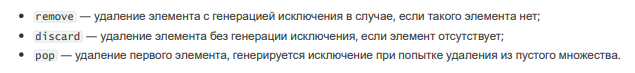 • remove — удаление элемента с генерацией исключения в случае, если такого элемента нет;
• discard — удаление элемента без генерации исключения, если элемент отсутствует;
• pop — удаление первого элемента, генерируется исключение при попытке удаления из пустого множества.